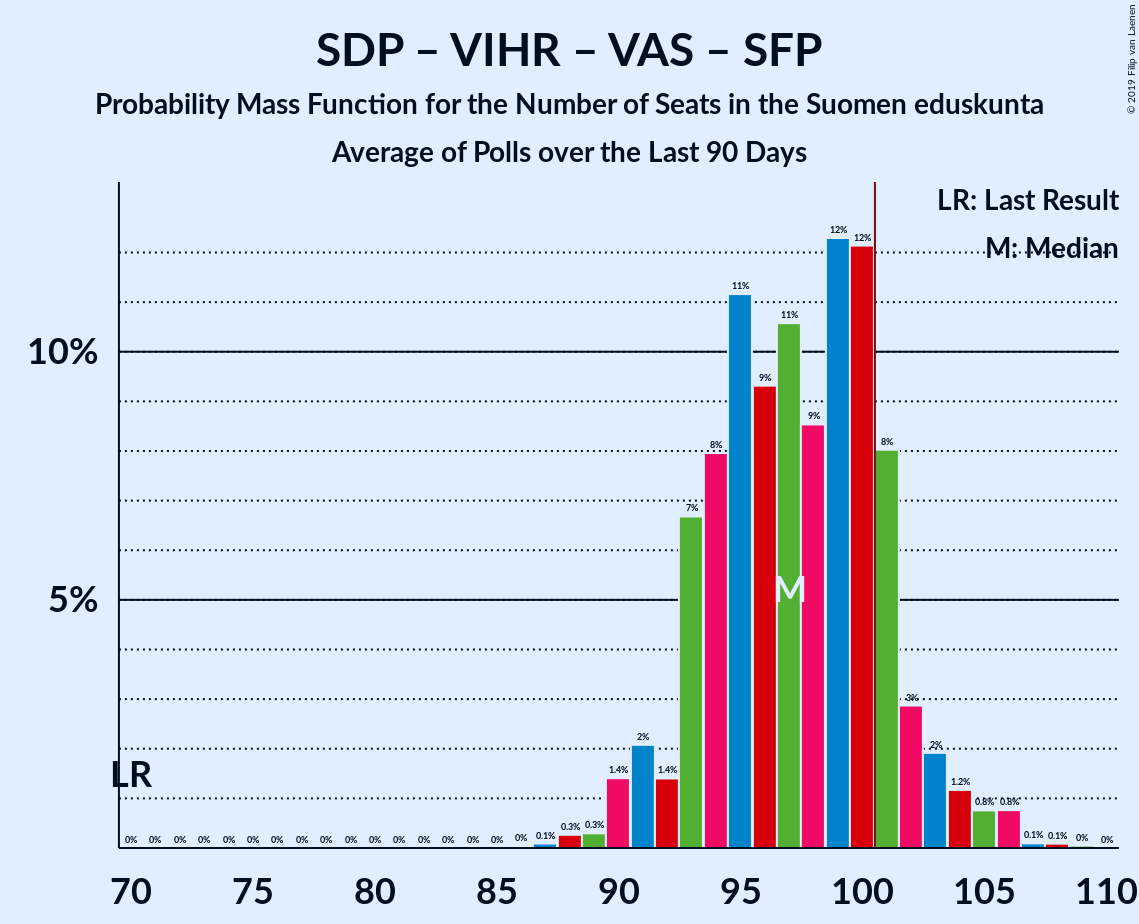 SDP – VIHR – VAS – SFP
Probability Mass Function for the Number of Seats in the Suomen eduskunta
Average of Polls over the Last 90 Days
© 2019 Filip van Laenen
LR: Last Result
M: Median
10%
5%
LR
M
0% 0% 0% 0% 0% 0% 0% 0% 0% 0% 0% 0% 0% 0% 0% 0% 0% 0.1% 0.3% 0.3% 1.4% 2% 1.4% 7% 8% 11% 9% 11% 9% 12% 12% 8% 3% 2% 1.2% 0.8% 0.8% 0.1% 0.1% 0% 0%
70 75 80 85 90 95 100 105 110